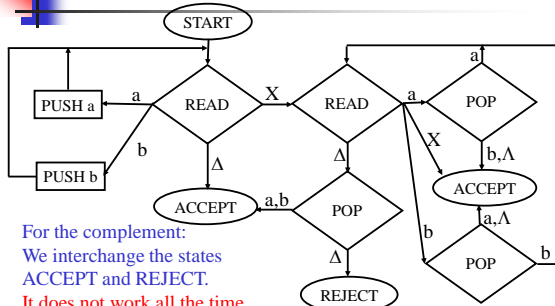 START
a
PUSH a
a
READ
X
READ
a
POP
b
Δ
Δ
X
b,Λ
PUSH b
ACCEPT
a,b
POP
ACCEPT
For the complement:
We interchange the states
ACCEPT and REJECT.
It does not work all the time
Δ
b
a,Λ
POP
b
REJECT